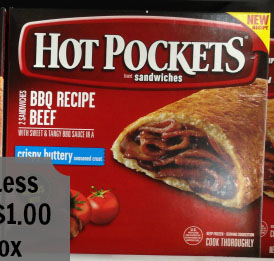 NEW
RECIPE
HOT POCKETS
BRAND sandwiches
2 SANDWICHES
BBQ RECIPE
BEEF
WITH SWEET & TANGY BBQ SAUCE IN A
crispy buttery seasoned crust
less
$1.00
ox
COOK THOROUGHLY